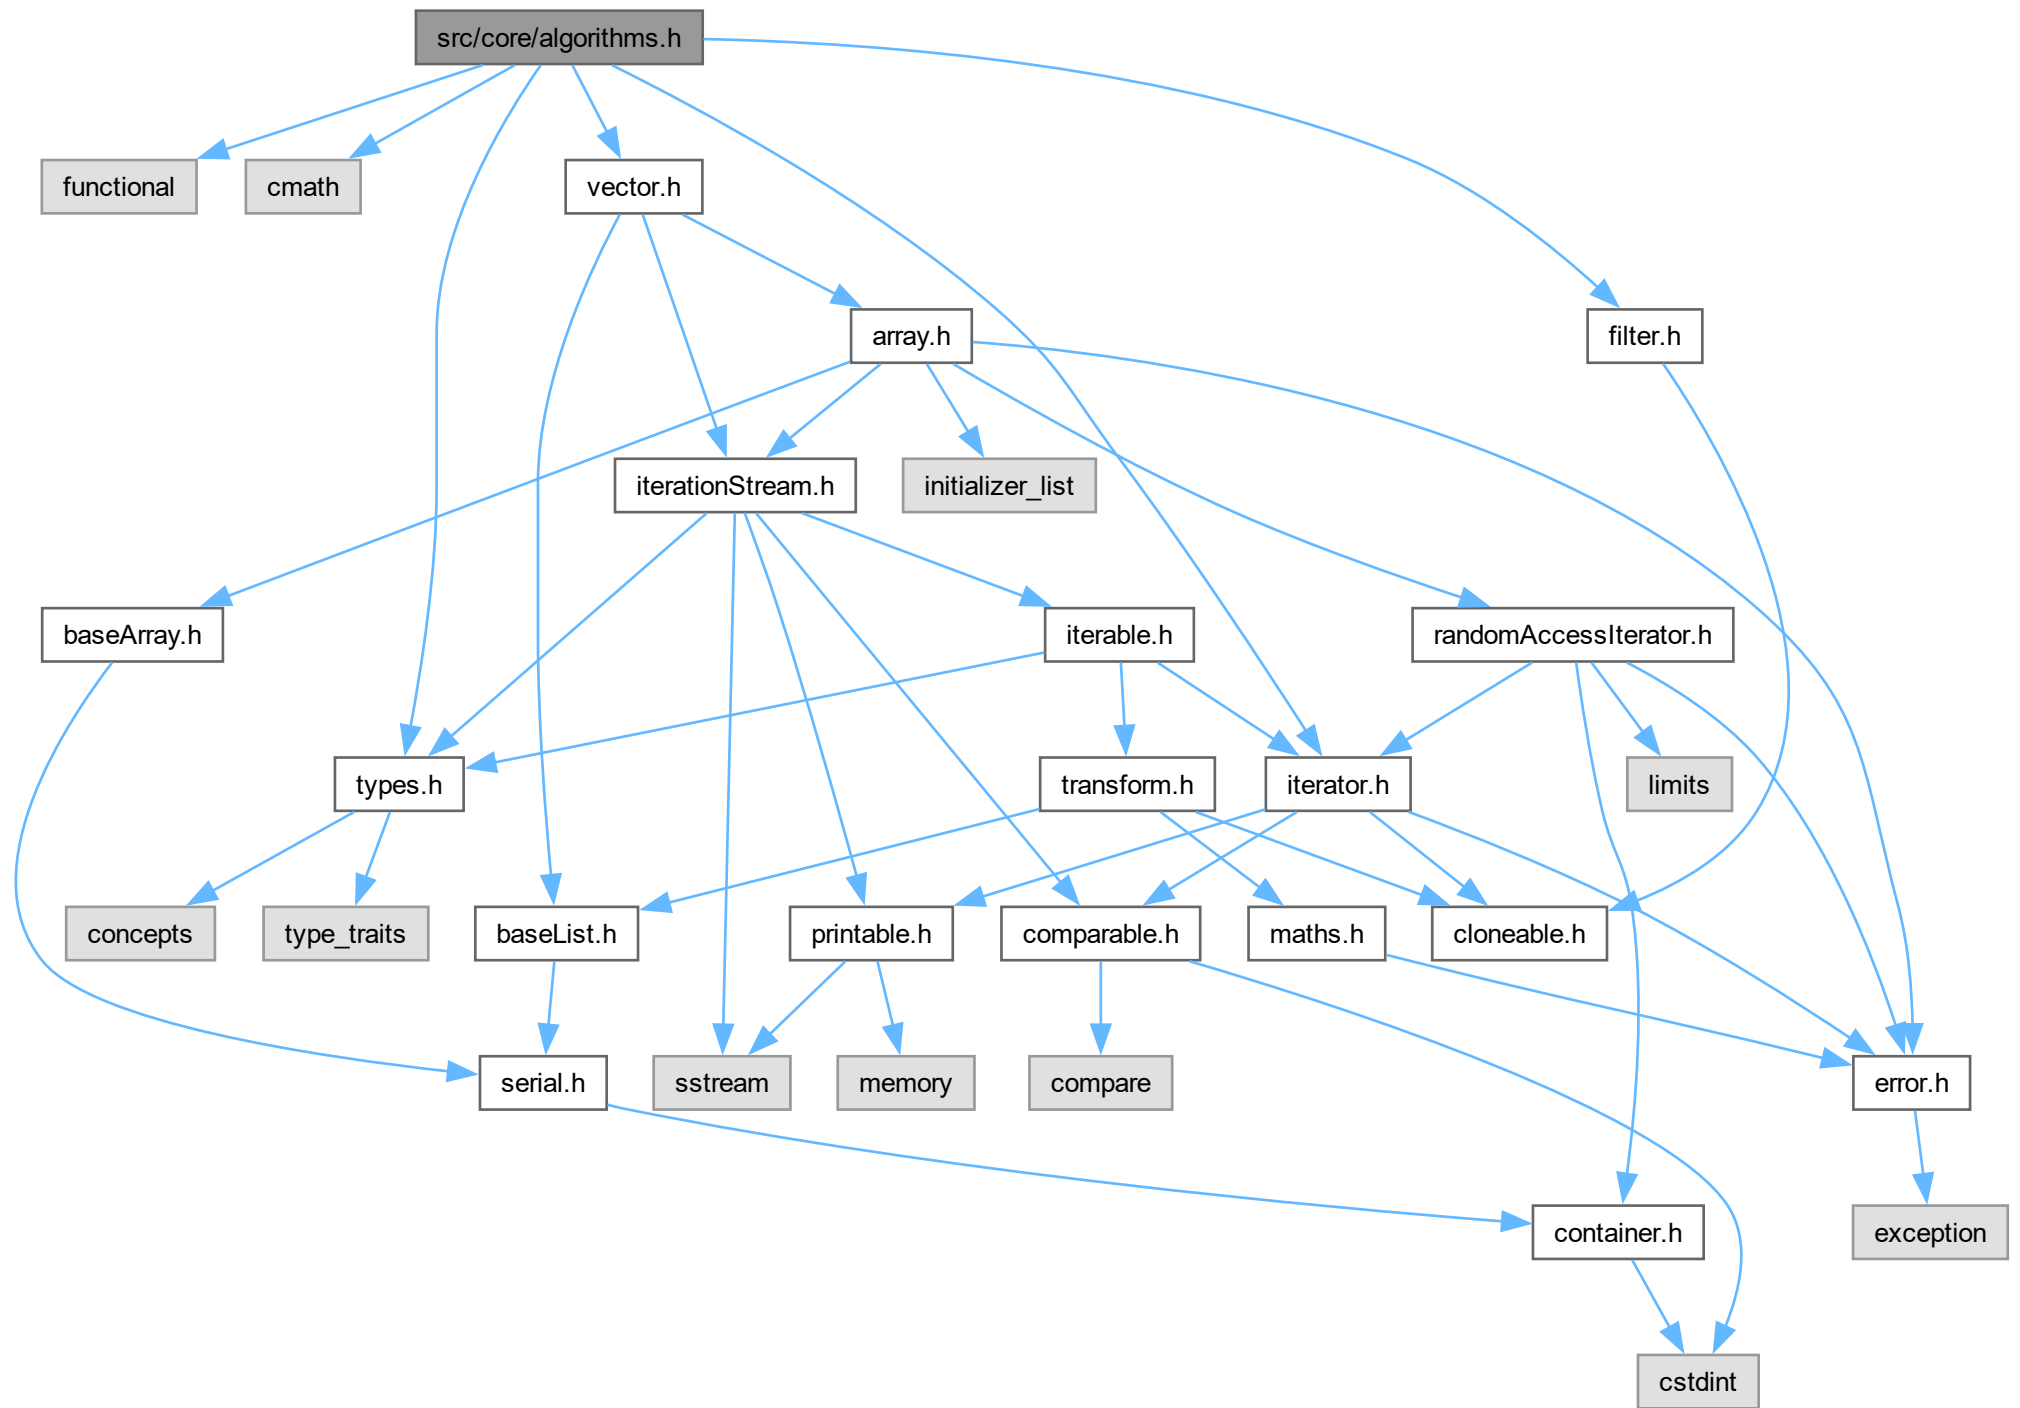 src/core/algorithms.h
functional
cmath
vector.h
array.h
filter.h
iterationStream.h
initializer_list
baseArray.h
iterable.h
randomAccessIterator.h
types.h
transform.h
iterator.h
limits
concepts
type_traits
baseList.h
printable.h
comparable.h
maths.h
cloneable.h
serial.h
sstream
memory
compare
error.h
container.h
exception
cstdint